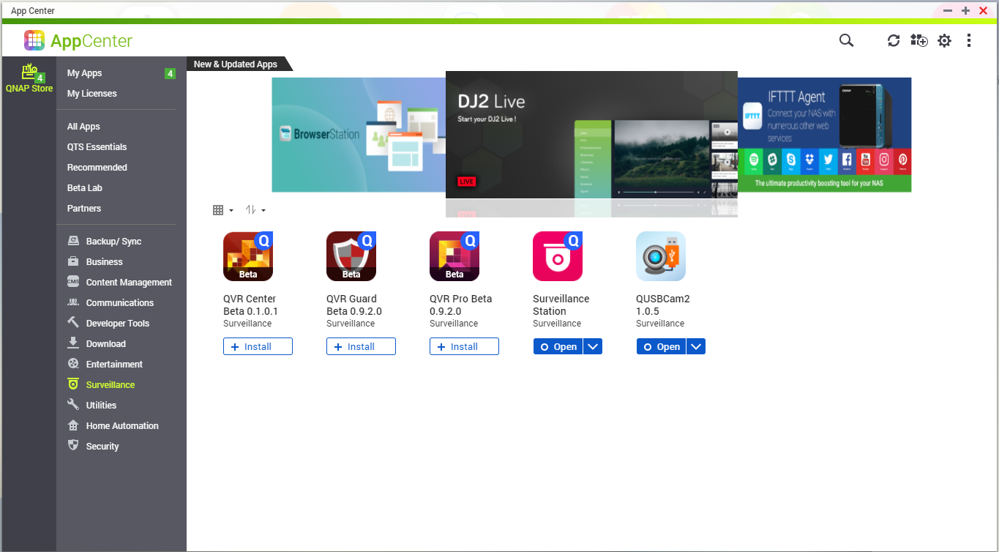 App Center
AppCenter
4
QNAP Store
My Apps 4
My Licenses
All Apps
QTS Essentials
Recommended
Beta Lab
Partners
Backup/ Sync
Business
CMS Content Management
Communications
Developer Tools
Download
Entertainment
Surveillance
Utilities
Home Automation
Security
New & Updated Apps
BrowserStation
DJ2 Live
Start your DJ2 Live !
LIVE
IFTTT Agent
Connect your NAS with
numerous other web
services
IFTTT
The ultimate productivity boosting tool for your NAS
Q
Beta
QVR Center
Beta 0.1.0.1
Surveillance
+ Install
Q
Beta
QVR Guard
Beta 0.9.2.0
Surveillance
+ Install
Q
Beta
QVR Pro Beta
0.9.2.0
Surveillance
+ Install
Q
Surveillance
Station
Surveillance
Open
QUSBCam2
1.0.5
Surveillance
Open